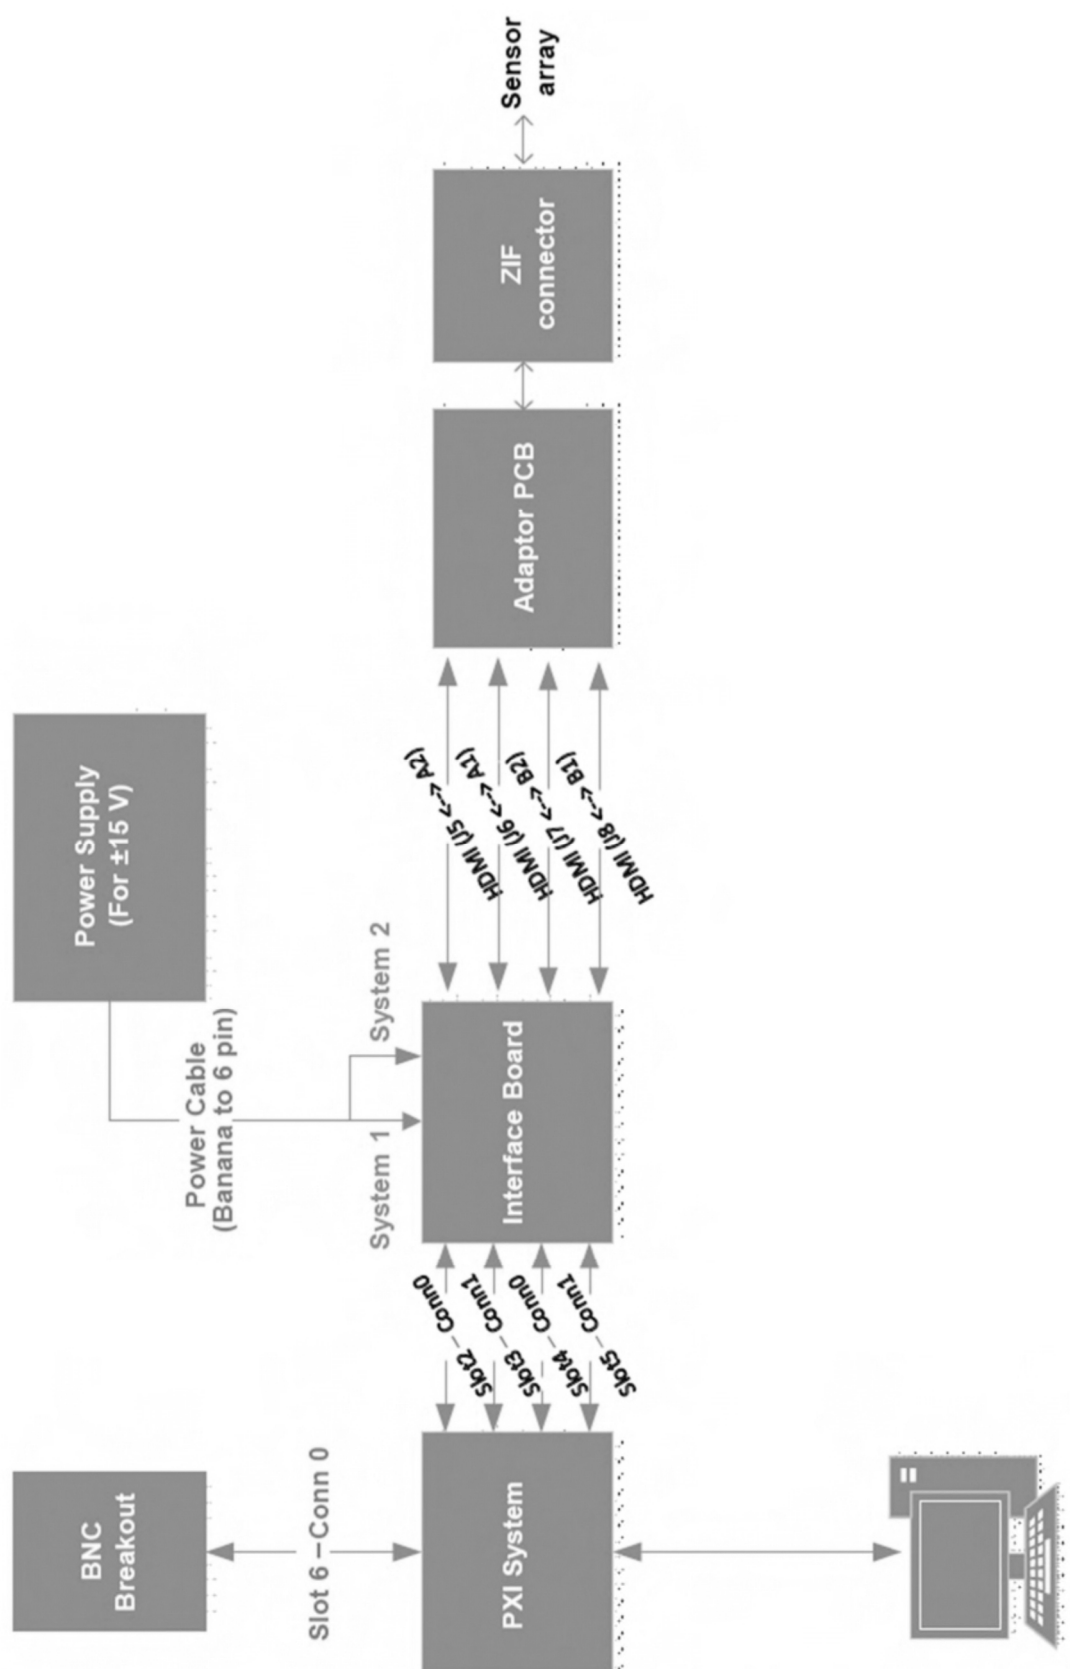 BNC
Breakout
Slot 6 –Conn 0
PXI System
Slot2 – Conn0
Slot3 – Conn1
Slot4 – Conn0
Slot5 – Conn1
Power Supply
(For ±15 V)
Power Cable
(Banana to 6 pin)
System 1
System 2
Interface Board
HDMI (J5 <--> A2)
HDMI (J6 <--> A1)
HDMI (J7 <--> B2)
HDMI (J8 <--> B1)
Adaptor PCB
ZIF
connector
Sensor
array